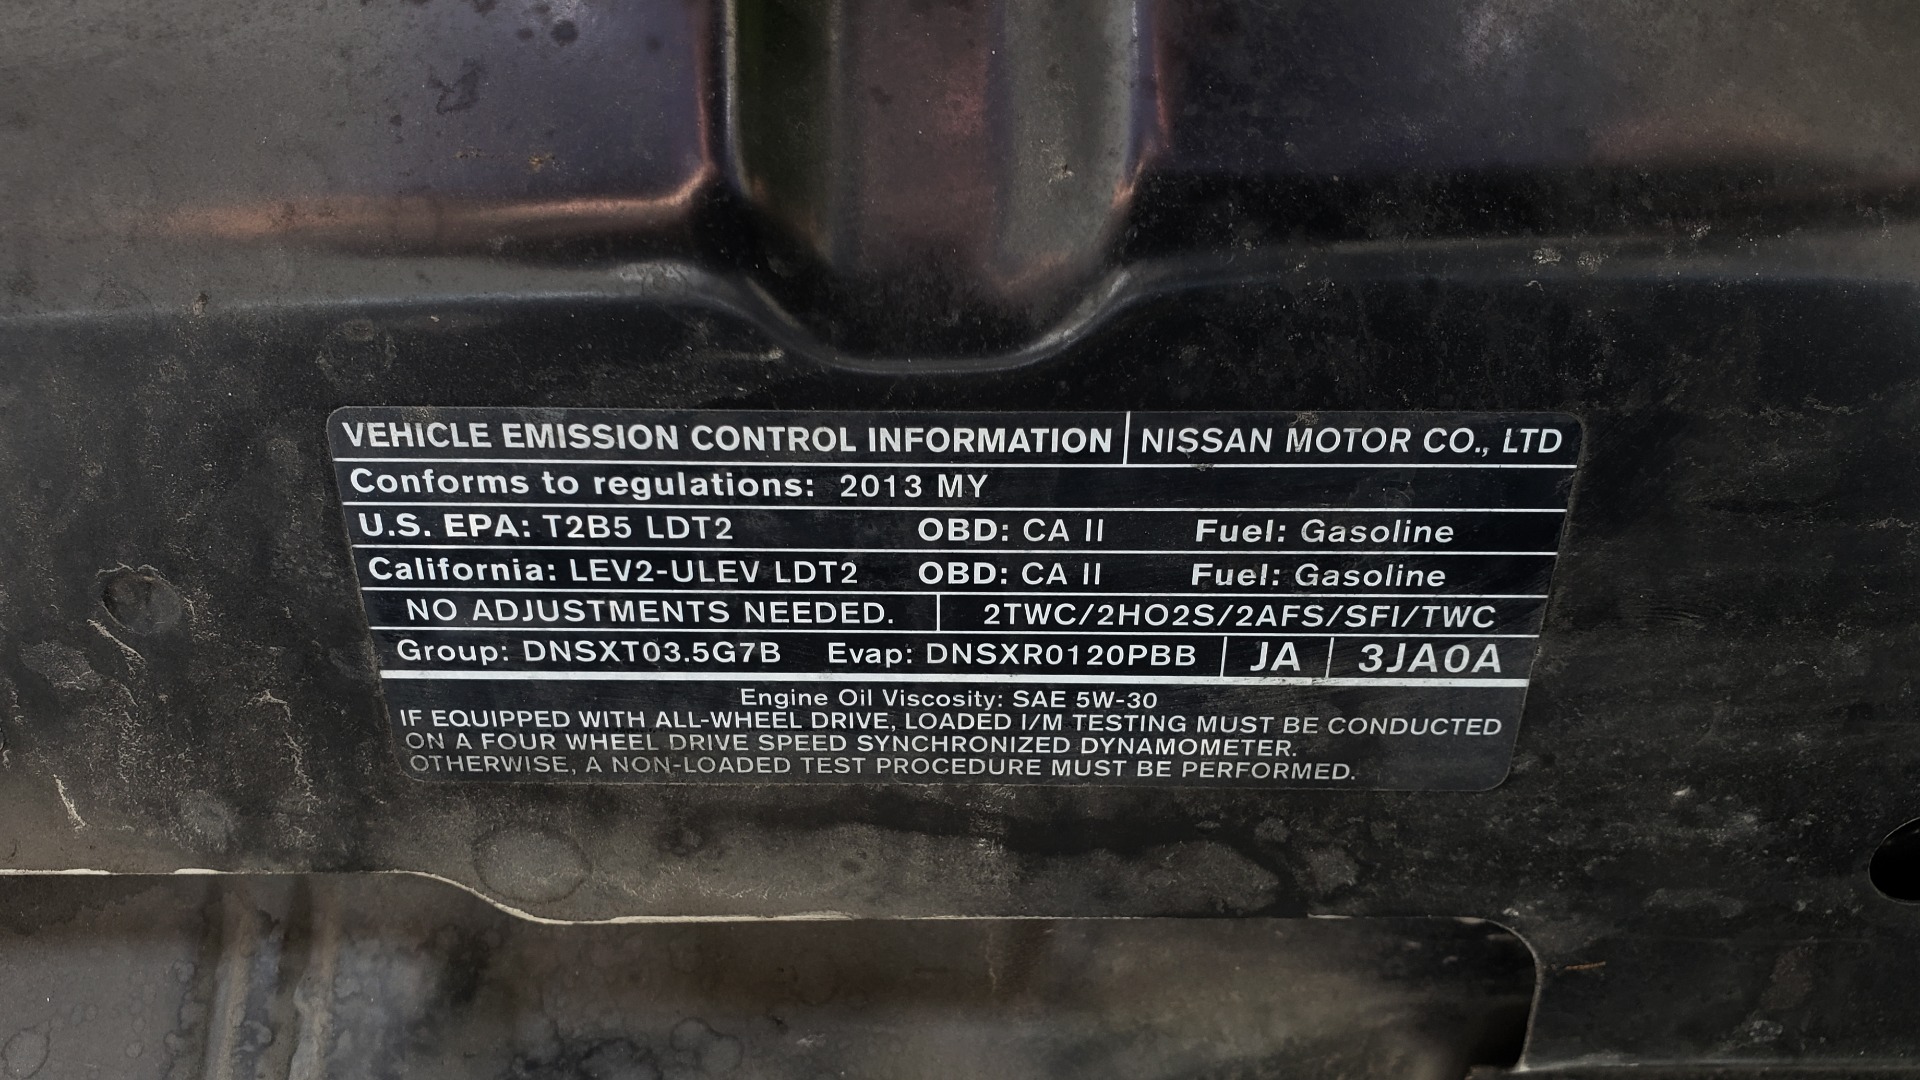 VEHICLE EMISSION CONTROL INFORMATION NISSAN MOTOR CO., LTD
Conforms to regulations: 2013 MY
U.S. EPA: T2B5 LDT2 OBD: CA II Fuel: Gasoline
California: LEV2-ULEV LDT2 OBD: CA II Fuel: Gasoline
NO ADJUSTMENTS NEEDED. 2TWC/2HO2S/2AFS/SFI/TWC
Group: DNSXT03.5G7B Evap: DNSXR0120PBB JA 3JA0A
Engine Oil Viscosity: SAE 5W-30
IF EQUIPPED WITH ALL-WHEEL DRIVE, LOADED I/M TESTING MUST BE CONDUCTED
ON A FOUR WHEEL DRIVE SPEED SYNCHRONIZED DYNAMOMETER.
OTHERWISE, A NON-LOADED TEST PROCEDURE MUST BE PERFORMED.